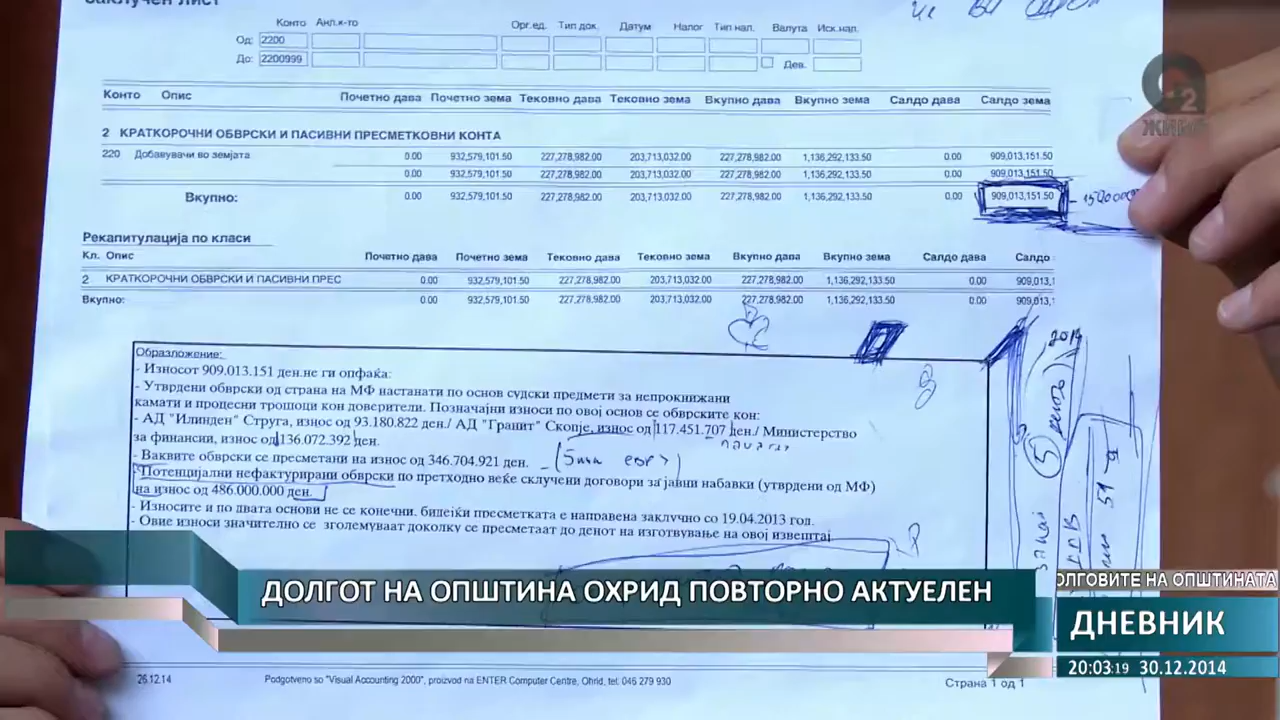 Заклучен лист
Конто Анл.к-то Орг.ед. Тип док. Датум Налог Тип нал. Валута Исх.нал.
Од: 2200
До: 2200999 Дев.
Конто Опис Почетно дава Почетно зема Тековно дава Тековно зема Вкупно дава Вкупно зема Салдо дава Салдо зема
2 КРАТКОРОЧНИ ОБВРСКИ И ПАСИВНИ ПРЕСМЕТКОВНИ КОНТА
220 Добавувачи во земјата 0.00 932,579,101.50 227,278,982.00 203,713,032.00 227,278,982.00 1,136,292,133.50 0.00 909,013,151.50
0.00 932,579,101.50 227,278,982.00 203,713,032.00 227,278,982.00 1,136,292,133.50 0.00 909,013,151.50
Вкупно: 0.00 932,579,101.50 227,278,982.00 203,713,032.00 227,278,982.00 1,136,292,133.50 0.00 909,013,151.50
Рекапитулација по класи
Кл. Опис Почетно дава Почетно зема Тековно дава Тековно зема Вкупно дава Вкупно зема Салдо дава Салдо
2 КРАТКОРОЧНИ ОБВРСКИ И ПАСИВНИ ПРЕС 0.00 932,579,101.50 227,278,982.00 203,713,032.00 227,278,982.00 1,136,292,133.50 0.00 909,013,1
Вкупно: 0.00 932,579,101.50 227,278,982.00 203,713,032.00 227,278,982.00 1,136,292,133.50 0.00 909,013,1
Образложение:
- Износот 909.013.151 ден.не ги опфаќа:
- Утврдени обврски од страна на МФ настанати по основ судски предмети за непрокнижани
камати и процесни трошоци кон доверители. Позначајни износи по овој основ се обврските кон:
- АД "Илинден" Струга, износ од 93.180.822 ден./ АД "Гранит" Скопје, износ од 117.451.707 ден./ Министерство
за финансии, износ од 136.072.392 ден.
- Ваквите обврски се пресметани на износ од 346.704.921 ден.
- Потенцијални нефактурирани обврски по претходно веќе склучени договори за јавни набавки (утврдени од МФ)
на износ од 486.000.000 ден.
- Износите и по двата основи не се конечни, бидејќи пресметката е направена заклучно со 19.04.2013 год.
- Овие износи значително се зголемуваат доколку се пресметаат до денот на изготвување на овој извештај
2
ЖИВО
ДОЛГОТ НА ОПШТИНА ОХРИД ПОВТОРНО АКТУЕЛЕН
ОЛГОВИТЕ НА ОПШТИНАТА
ДНЕВНИК
20:03:19 30.12.2014
26.12.14 Podgotveno so "Visual Accounting 2000", proizvod na ENTER Computer Centre, Ohrid, tel. 046 279 930 Страна 1 од 1